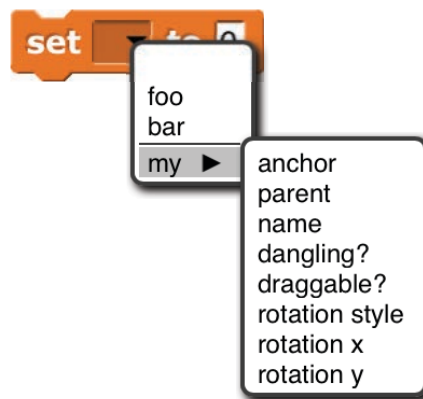 set to 0
foo
bar
my ►
anchor
parent
name
dangling?
draggable?
rotation style
rotation x
rotation y